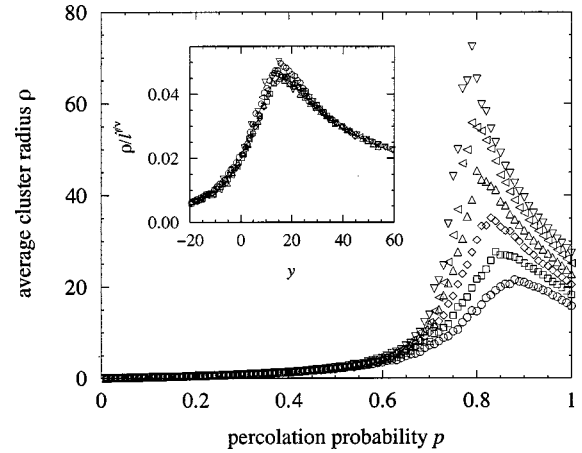 80
60
40
20
0
average cluster radius ρ
0.04
0.02
0.00
ρ/l^ρν
−20 0 20 40 60
y
0 0.2 0.4 0.6 0.8 1
percolation probability p